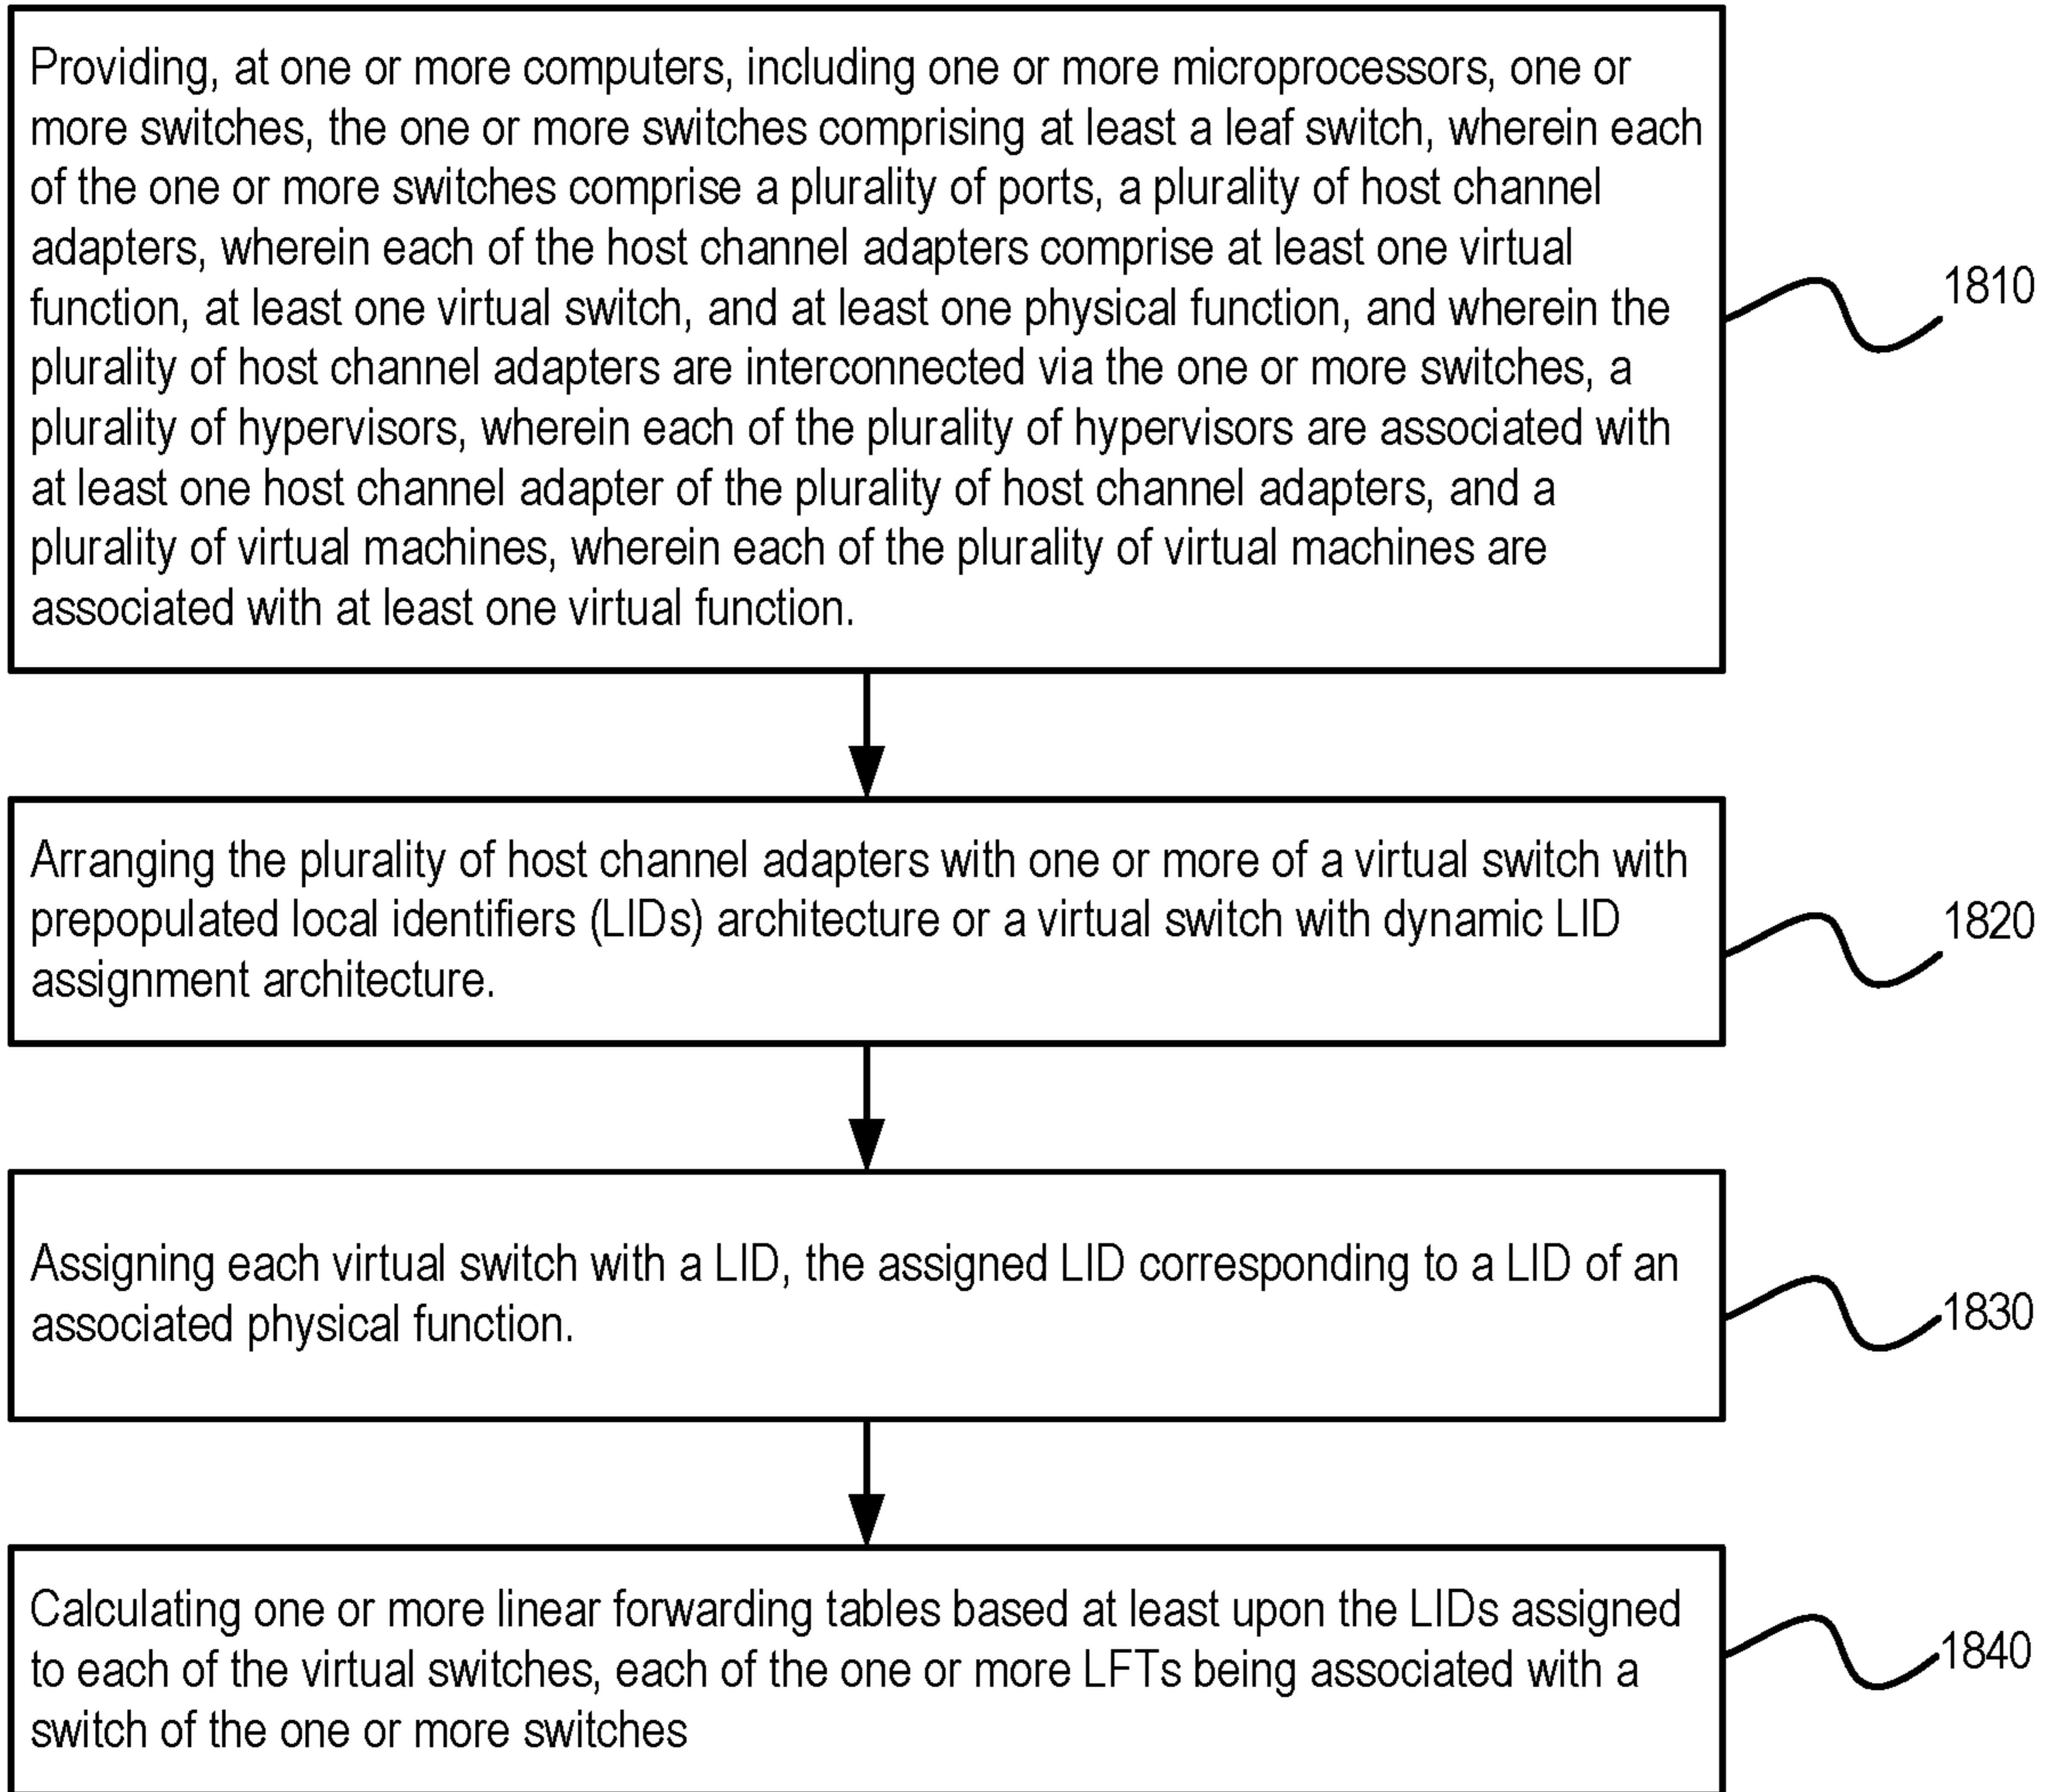 Providing, at one or more computers, including one or more microprocessors, one or
more switches, the one or more switches comprising at least a leaf switch, wherein each
of the one or more switches comprise a plurality of ports, a plurality of host channel
adapters, wherein each of the host channel adapters comprise at least one virtual
function, at least one virtual switch, and at least one physical function, and wherein the
plurality of host channel adapters are interconnected via the one or more switches, a
plurality of hypervisors, wherein each of the plurality of hypervisors are associated with
at least one host channel adapter of the plurality of host channel adapters, and a
plurality of virtual machines, wherein each of the plurality of virtual machines are
associated with at least one virtual function.
1810
Arranging the plurality of host channel adapters with one or more of a virtual switch with
prepopulated local identifiers (LIDs) architecture or a virtual switch with dynamic LID
assignment architecture.
1820
Assigning each virtual switch with a LID, the assigned LID corresponding to a LID of an
associated physical function.
1830
Calculating one or more linear forwarding tables based at least upon the LIDs assigned
to each of the virtual switches, each of the one or more LFTs being associated with a
switch of the one or more switches
1840